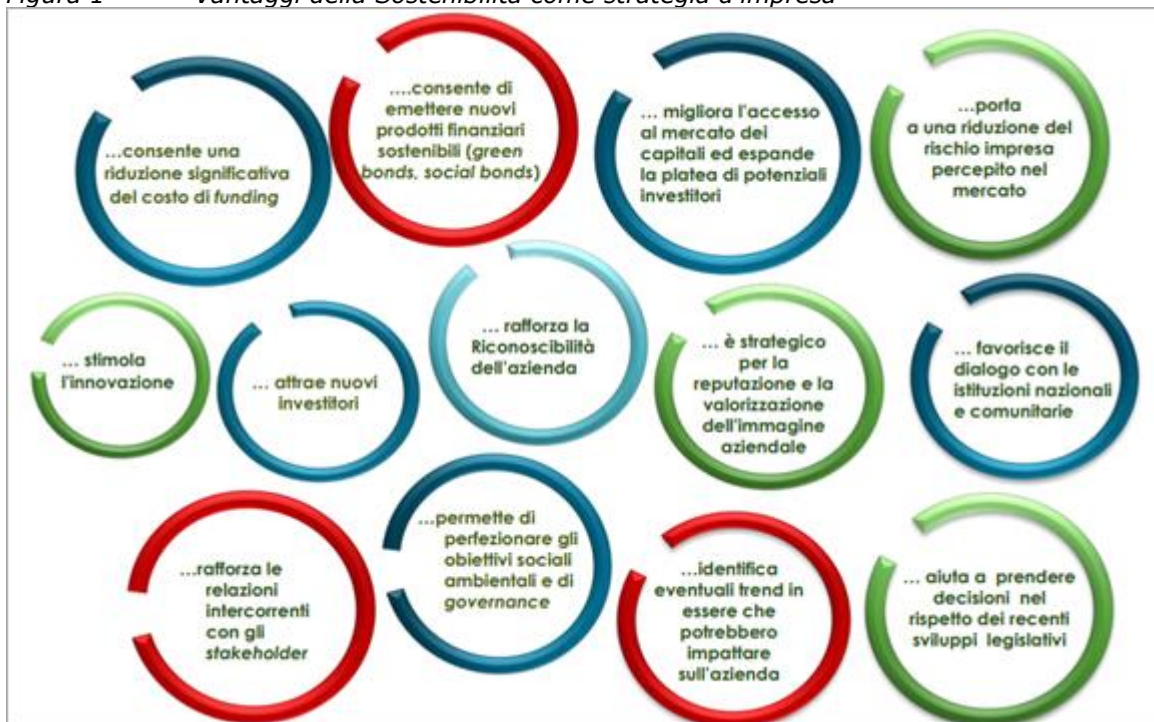 Figura 1 Vantaggi della Sostenibilità come strategia d'impresa
...consente una
riduzione significativa
del costo di funding
....consente di
emettere nuovi
prodotti finanziari
sostenibili (green
bonds, social bonds)
... migliora l'accesso
al mercato dei
capitali ed espande
la platea di potenziali
investitori
...porta
a una riduzione del
rischio impresa
percepito nel
mercato
... stimola
l'innovazione
... attrae nuovi
investitori
... rafforza la
Riconoscibilità
dell'azienda
... è strategico
per la
reputazione e la
valorizzazione
dell'immagine
aziendale
... favorisce il
dialogo con le
istituzioni nazionali
e comunitarie
...rafforza le
relazioni
intercorrenti
con gli
stakeholder
...permette di
perfezionare gli
obiettivi sociali
ambientali e di
governance
...identifica
eventuali trend in
essere che
potrebbero
impattare
sull'azienda
... aiuta a prendere
decisioni nel
rispetto dei recenti
sviluppi legislativi